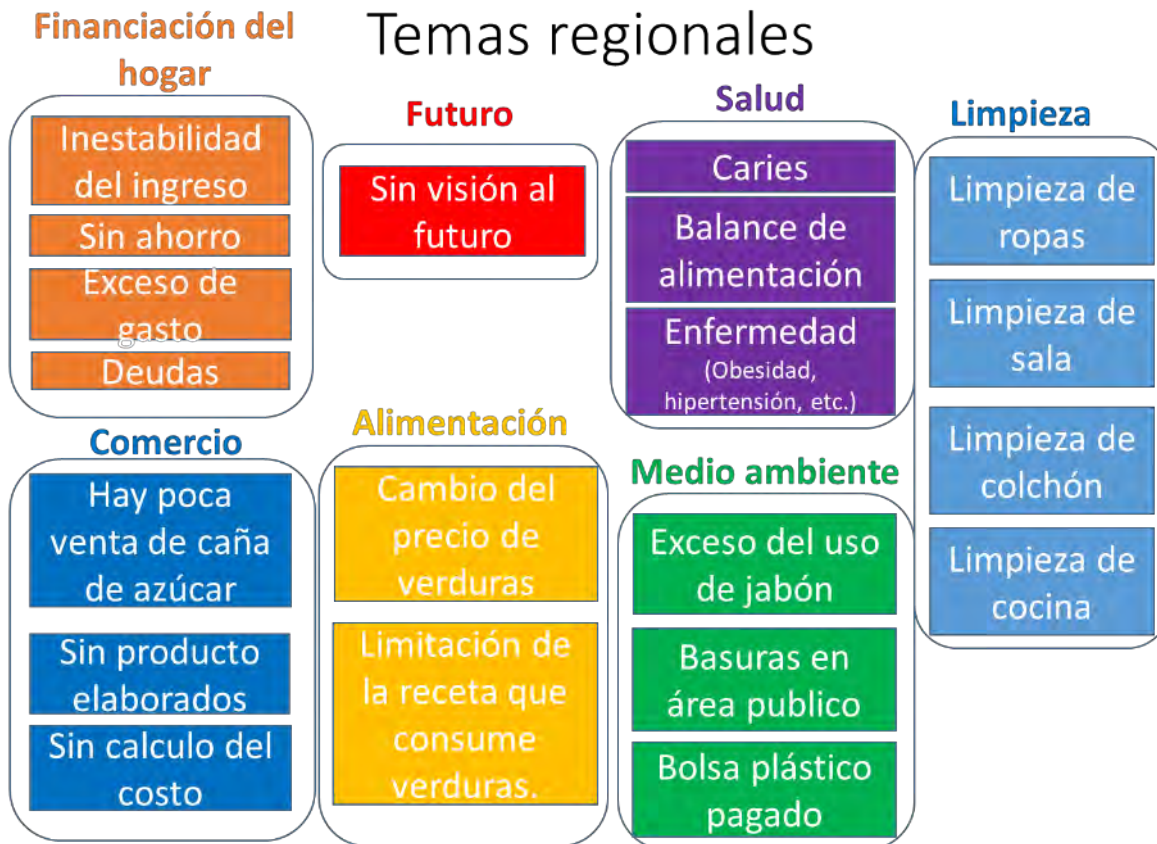 Temas regionales
Financiación del
hogar
Inestabilidad
del ingreso
Sin ahorro
Exceso de
gasto
Deudas
Futuro
Sin visión al
futuro
Salud
Caries
Balance de
alimentación
Enfermedad
(Obesidad,
hipertensión, etc.)
Limpieza
Limpieza de
ropas
Limpieza de
sala
Limpieza de
colchón
Limpieza de
cocina
Comercio
Hay poca
venta de caña
de azúcar
Sin producto
elaborados
Sin calculo del
costo
Alimentación
Cambio del
precio de
verduras
Limitación de
la receta que
consume
verduras.
Medio ambiente
Exceso del uso
de jabón
Basuras en
área publico
Bolsa plástico
pagado